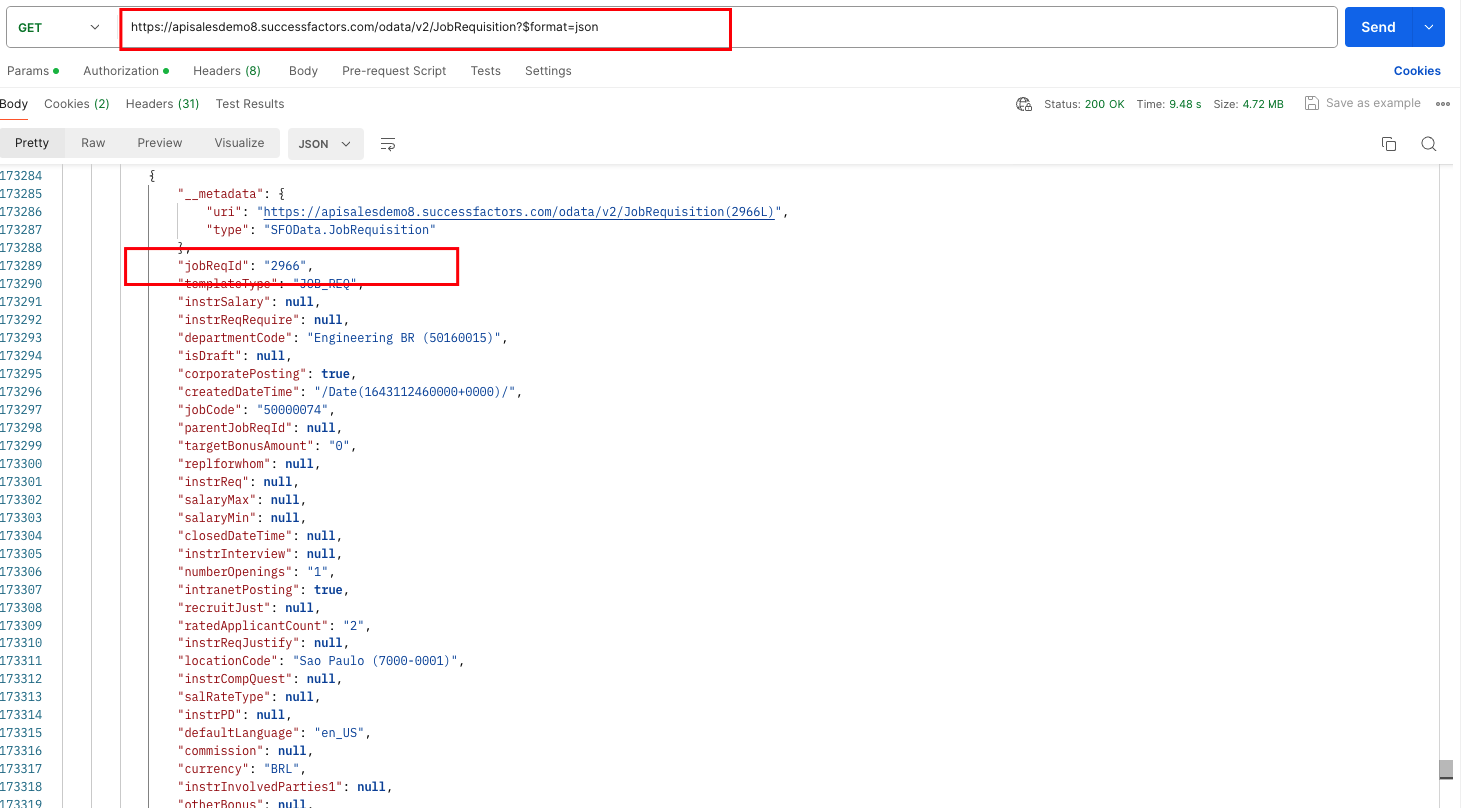 GET https://apisalesdemo8.successfactors.com/odata/v2/JobRequisition?$format=json Send
Params Authorization Headers (8) Body Pre-request Script Tests Settings Cookies
Body Cookies (2) Headers (31) Test Results Status: 200 OK Time: 9.48 s Size: 4.72 MB Save as example
Pretty Raw Preview Visualize JSON
173284 {
173285 "__metadata": {
173286 "uri": "https://apisalesdemo8.successfactors.com/odata/v2/JobRequisition(2966L)",
173287 "type": "SFOData.JobRequisition"
173288 },
173289 "jobReqId": "2966",
173290 "templateType": "JOB_REQ",
173291 "instrSalary": null,
173292 "instrReqRequire": null,
173293 "departmentCode": "Engineering BR (50160015)",
173294 "isDraft": null,
173295 "corporatePosting": true,
173296 "createdDateTime": "/Date(1643112460000+0000)/",
173297 "jobCode": "50000074",
173298 "parentJobReqId": null,
173299 "targetBonusAmount": "0",
173300 "replforwhom": null,
173301 "instrReq": null,
173302 "salaryMax": null,
173303 "salaryMin": null,
173304 "closedDateTime": null,
173305 "instrInterview": null,
173306 "numberOpenings": "1",
173307 "intranetPosting": true,
173308 "recruitJust": null,
173309 "ratedApplicantCount": "2",
173310 "instrReqJustify": null,
173311 "locationCode": "Sao Paulo (7000-0001)",
173312 "instrCompQuest": null,
173313 "salRateType": null,
173314 "instrPD": null,
173315 "defaultLanguage": "en_US",
173316 "commission": null,
173317 "currency": "BRL",
173318 "instrInvolvedParties1": null,
173319 "otherBonus": null,